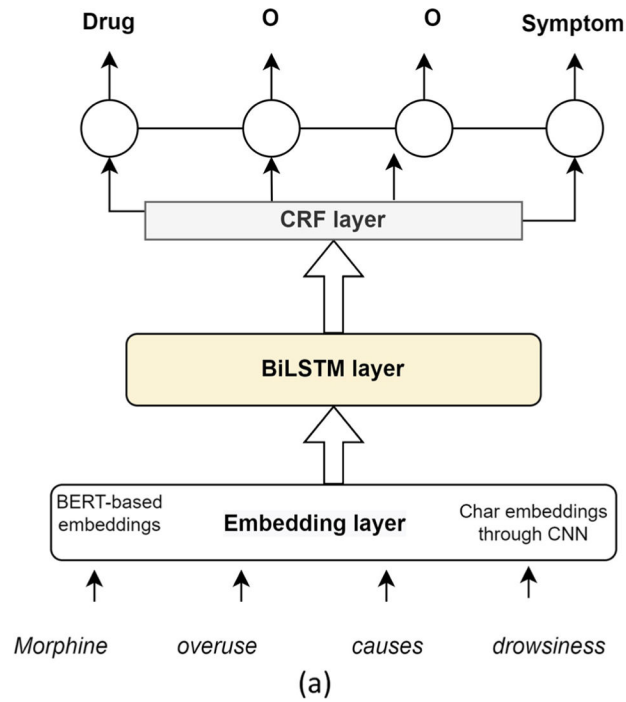 Drug O O Symptom
CRF layer
BiLSTM layer
BERT-based
embeddings
Embedding layer
Char embeddings
through CNN
Morphine overuse causes drowsiness
(a)